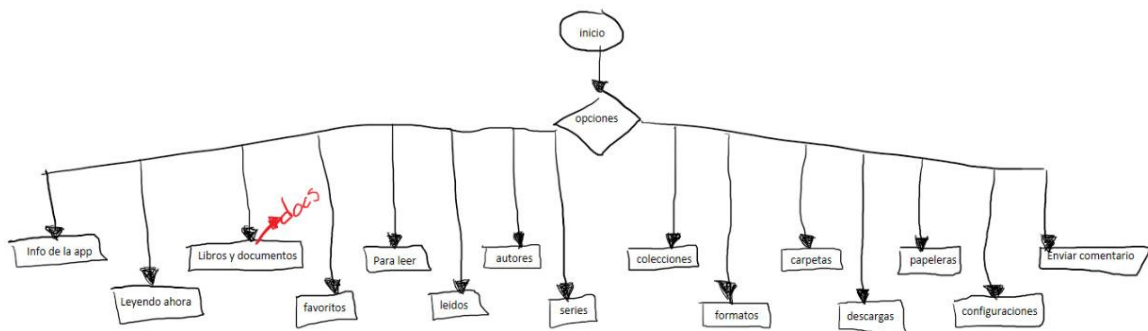 inicio
opciones
docs
Info de la app
Libros y documentos
Para leer
autores
colecciones
carpetas
papeleras
Enviar comentario
Leyendo ahora
favoritos
leidos
series
formatos
descargas
configuraciones